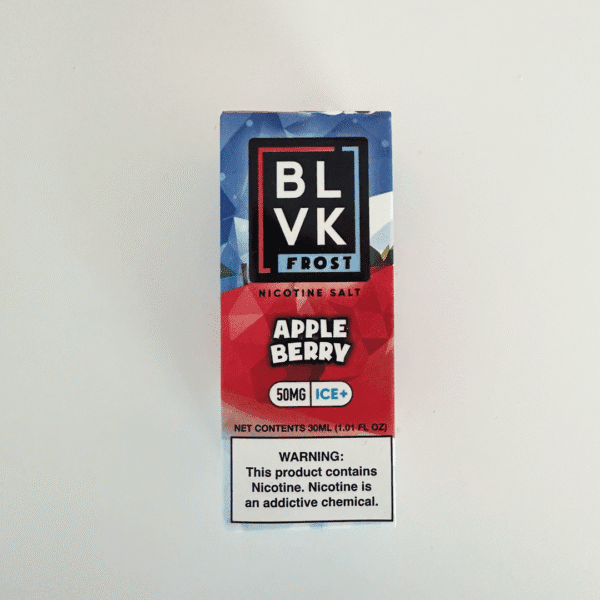 BL
VK
FROST
NICOTINE SALT
APPLE
BERRY
50MG ICE+
NET CONTENTS 30ML (1.01 FL OZ)
WARNING:
This product contains
Nicotine. Nicotine is
an addictive chemical.